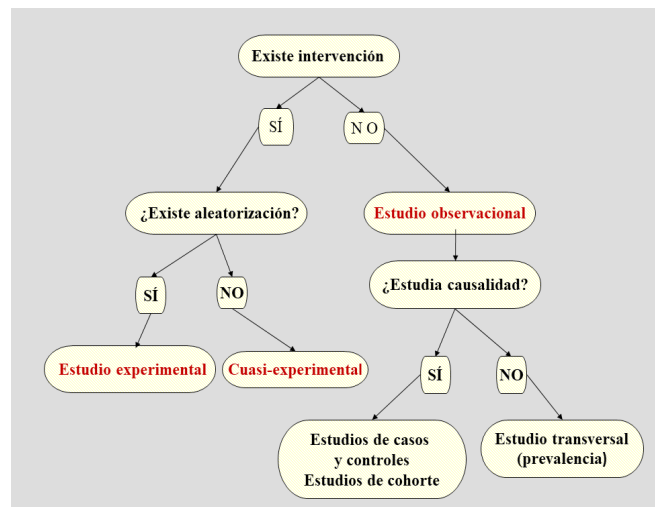 Existe intervención
SÍ
N O
¿Existe aleatorización?
Estudio observacional
¿Estudia causalidad?
SÍ
NO
Estudio experimental
Cuasi-experimental
SÍ
NO
Estudios de casos
y controles
Estudios de cohorte
Estudio transversal
(prevalencia)